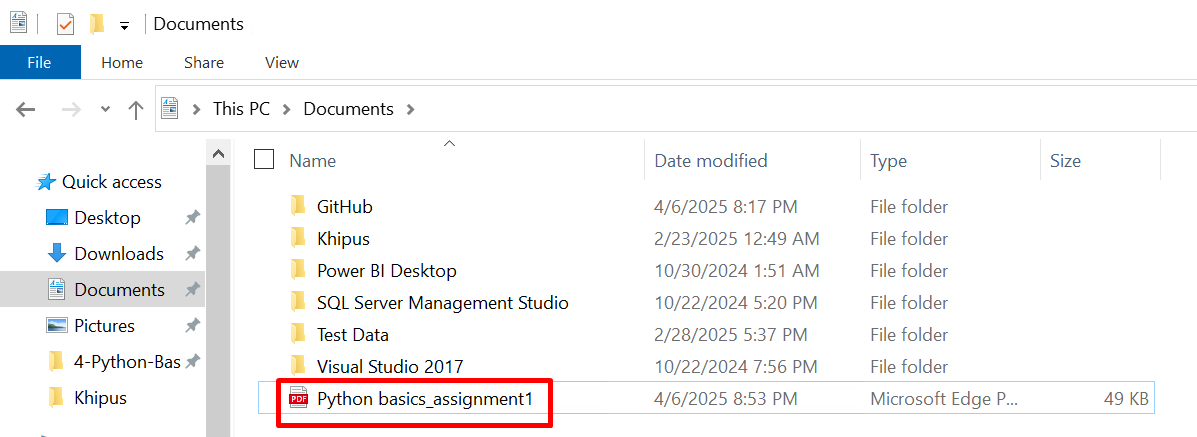 Documents
File Home Share View
This PC Documents
Name Date modified Type Size
Quick access
Desktop
Downloads
Documents
Pictures
4-Python-Bas
Khipus
GitHub 4/6/2025 8:17 PM File folder
Khipus 2/23/2025 12:49 AM File folder
Power BI Desktop 10/30/2024 1:51 AM File folder
SQL Server Management Studio 10/22/2024 5:20 PM File folder
Test Data 2/28/2025 5:37 PM File folder
Visual Studio 2017 10/22/2024 7:56 PM File folder
PDF Python basics_assignment1 4/6/2025 8:53 PM Microsoft Edge P... 49 KB